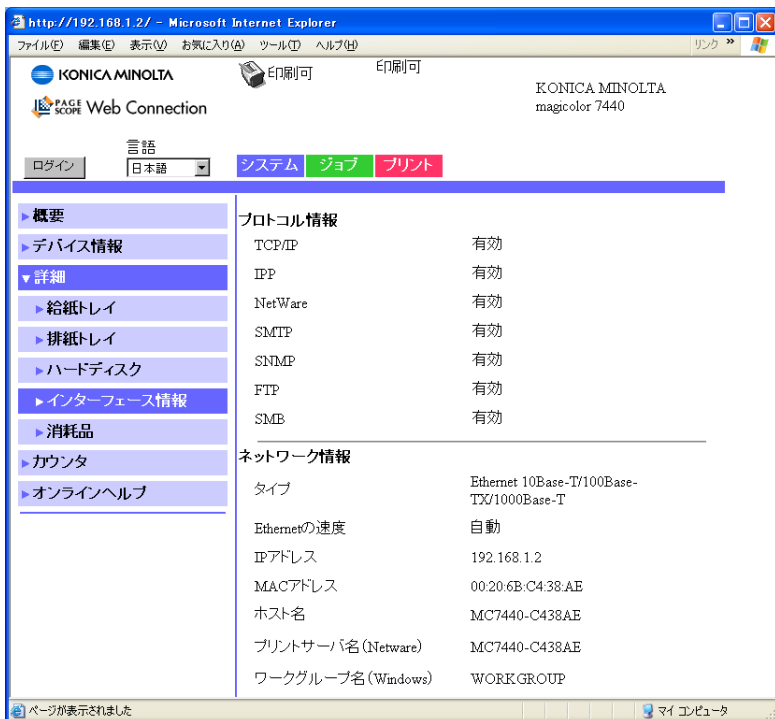 http://192.168.1.2/ - Microsoft Internet Explorer
ファイル(F) 編集(E) 表示(V) お気に入り(A) ツール(T) ヘルプ(H) リンク »
KONICA MINOLTA 印刷可 印刷可
KONICA MINOLTA
PAGE SCOPE Web Connection magicolor 7440
言語
ログイン 日本語 システム ジョブ プリント
概要
デバイス情報
詳細
給紙トレイ
排紙トレイ
ハードディスク
インターフェース情報
消耗品
カウンタ
オンラインヘルプ
プロトコル情報
TCP/IP 有効
IPP 有効
NetWare 有効
SMTP 有効
SNMP 有効
FTP 有効
SMB 有効
ネットワーク情報
タイプ Ethernet 10Base-T/100Base-
TX/1000Base-T
Ethernetの速度 自動
IPアドレス 192.168.1.2
MACアドレス 00:20:6B:C4:38:AE
ホスト名 MC7440-C438AE
プリントサーバ名(Netware) MC7440-C438AE
ワークグループ名(Windows) WORKGROUP
ページが表示されました マイ コンピュータ